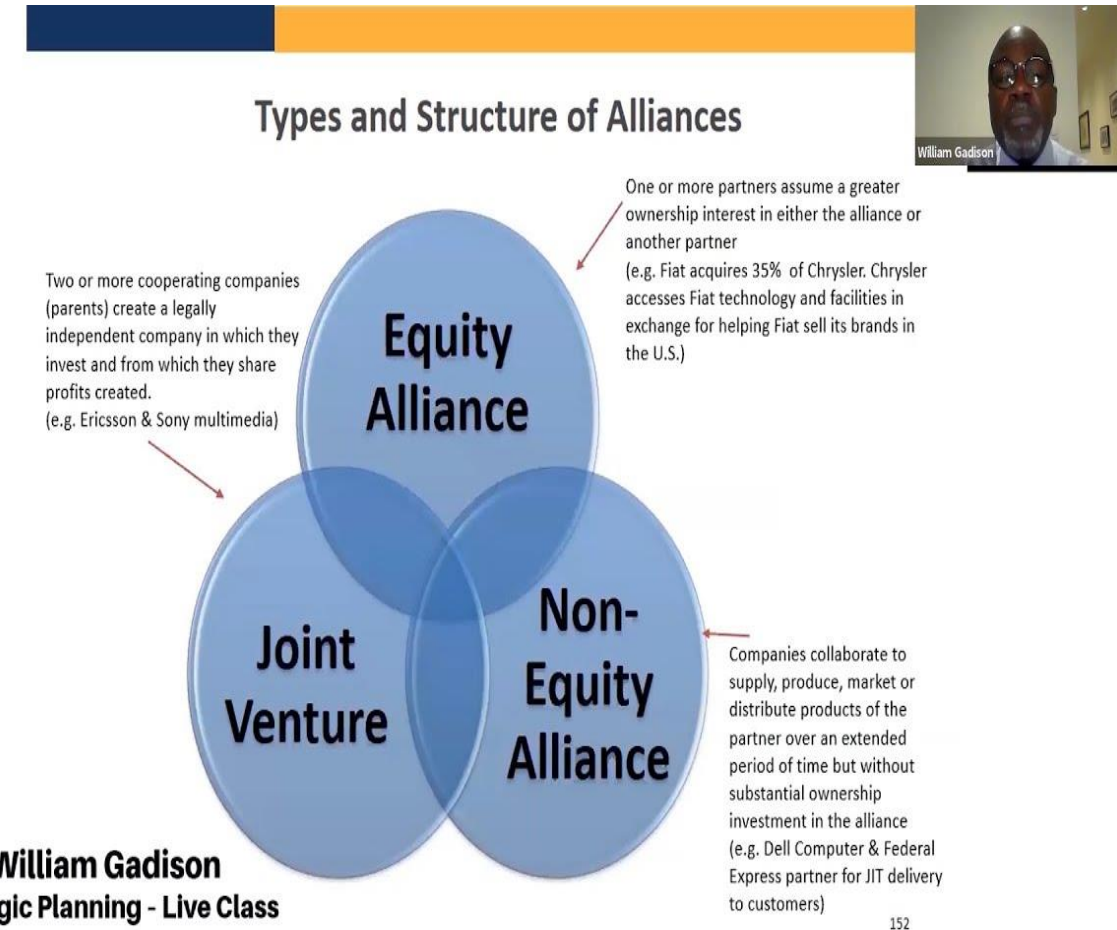 Types and Structure of Alliances
William Gadison
One or more partners assume a greater
ownership interest in either the alliance or
another partner
(e.g. Fiat acquires 35% of Chrysler. Chrysler
accesses Fiat technology and facilities in
exchange for helping Fiat sell its brands in
the U.S.)
Two or more cooperating companies
(parents) create a legally
independent company in which they
invest and from which they share
profits created.
(e.g. Ericsson & Sony multimedia)
Equity
Alliance
Joint
Venture
Non-
Equity
Alliance
Companies collaborate to
supply, produce, market or
distribute products of the
partner over an extended
period of time but without
substantial ownership
investment in the alliance
(e.g. Dell Computer & Federal
Express partner for JIT delivery
to customers)
William Gadison
gic Planning - Live Class
152